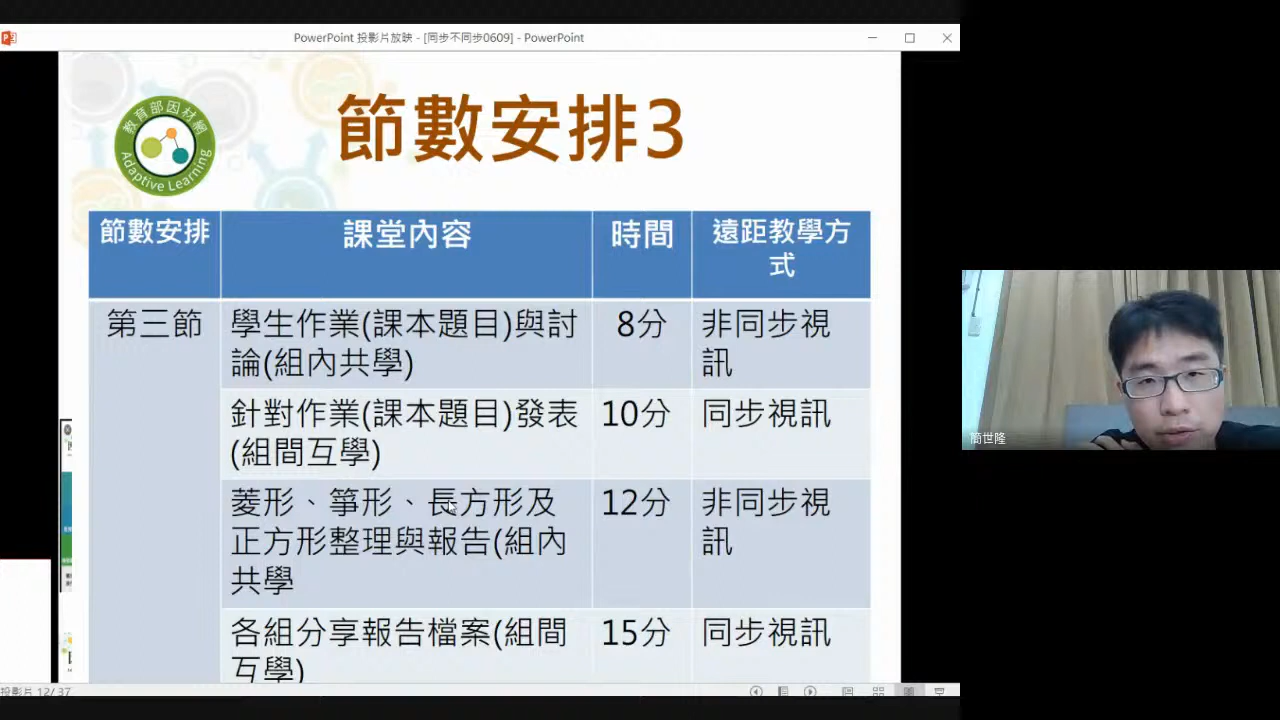 PowerPoint 投影片放映 - [同步不同步0609] - PowerPoint
節數安排3
教育部因材網
Adaptive Learning
節數安排
課堂內容
時間
遠距教學方
式
第三節
學生作業(課本題目)與討
論(組內共學)
8分
非同步視
訊
針對作業(課本題目)發表
(組間互學)
10分
同步視訊
菱形、箏形、長方形及
正方形整理與報告(組內
共學
12分
非同步視
訊
各組分享報告檔案(組間
互學)
15分
同步視訊
投影片 12/ 37
簡世隆